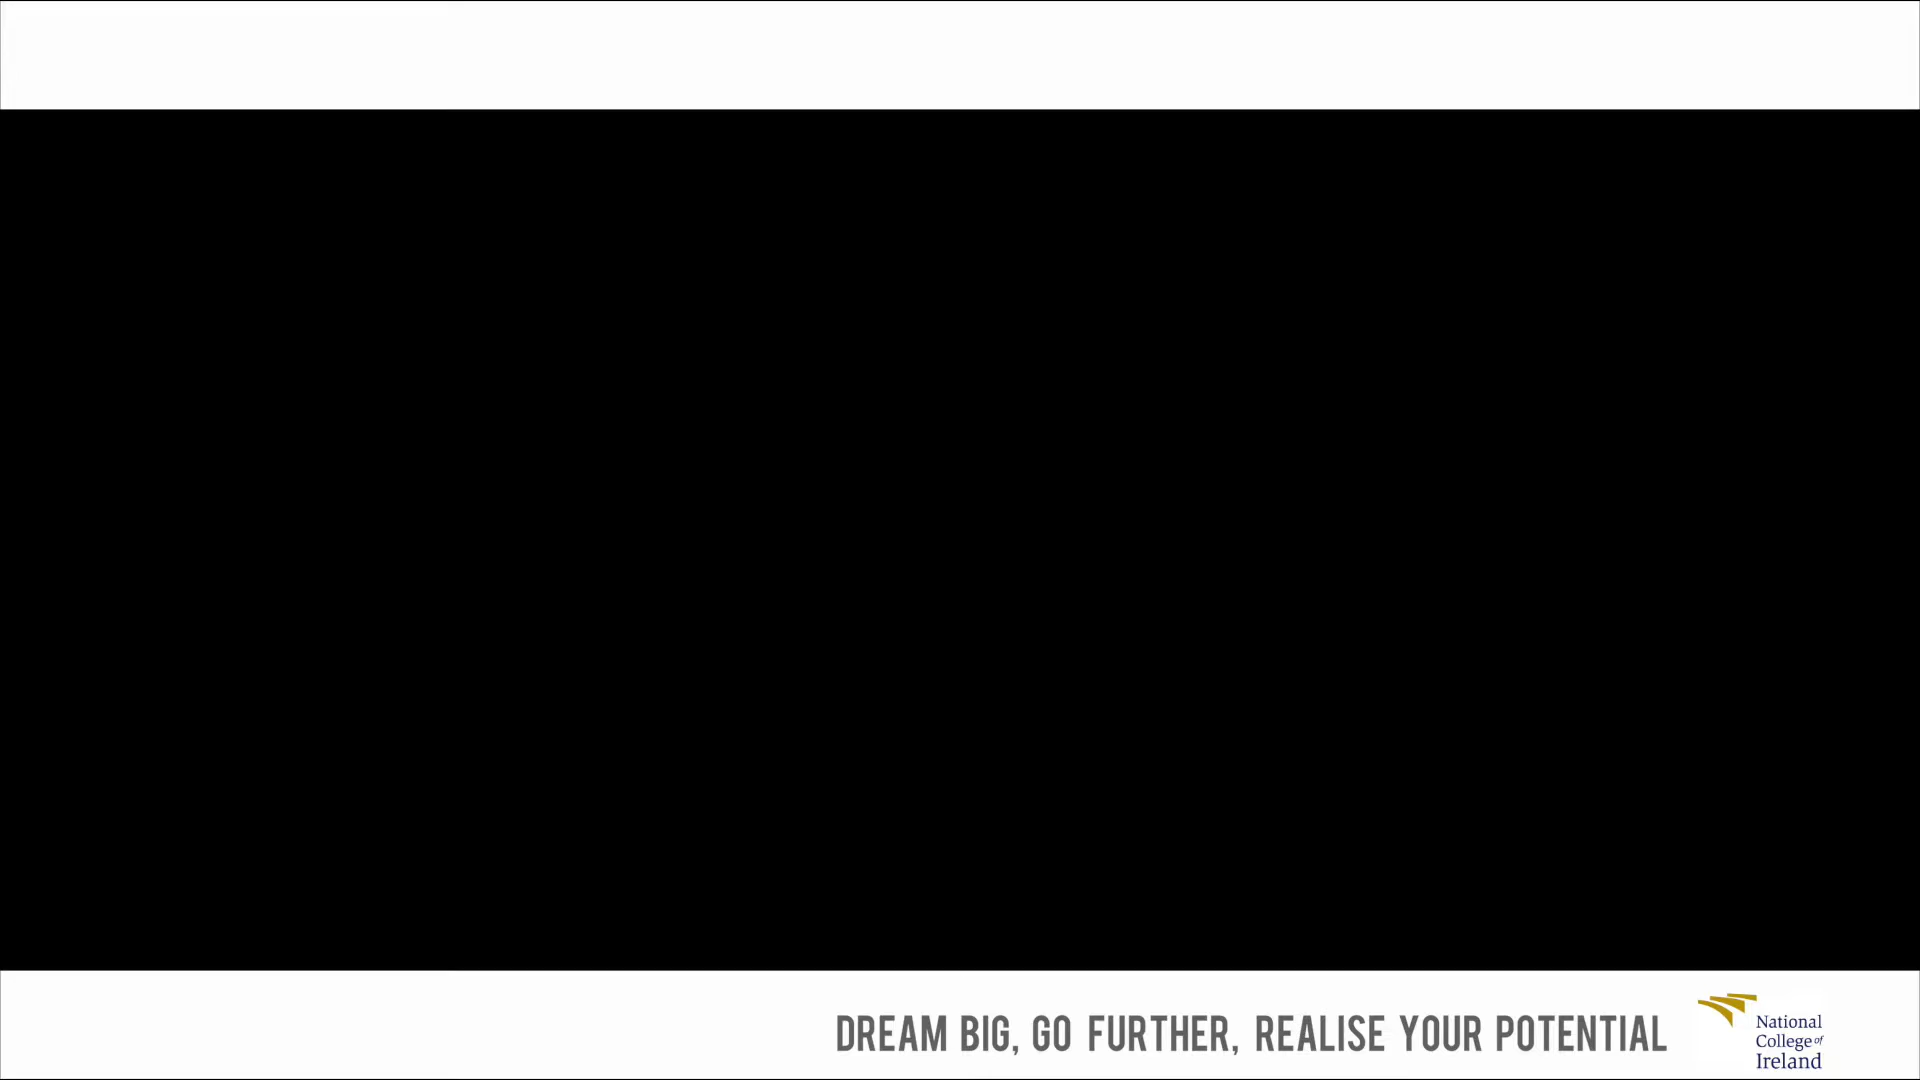 DREAM BIG, GO FURTHER, REALISE YOUR POTENTIAL
National
College of
Ireland